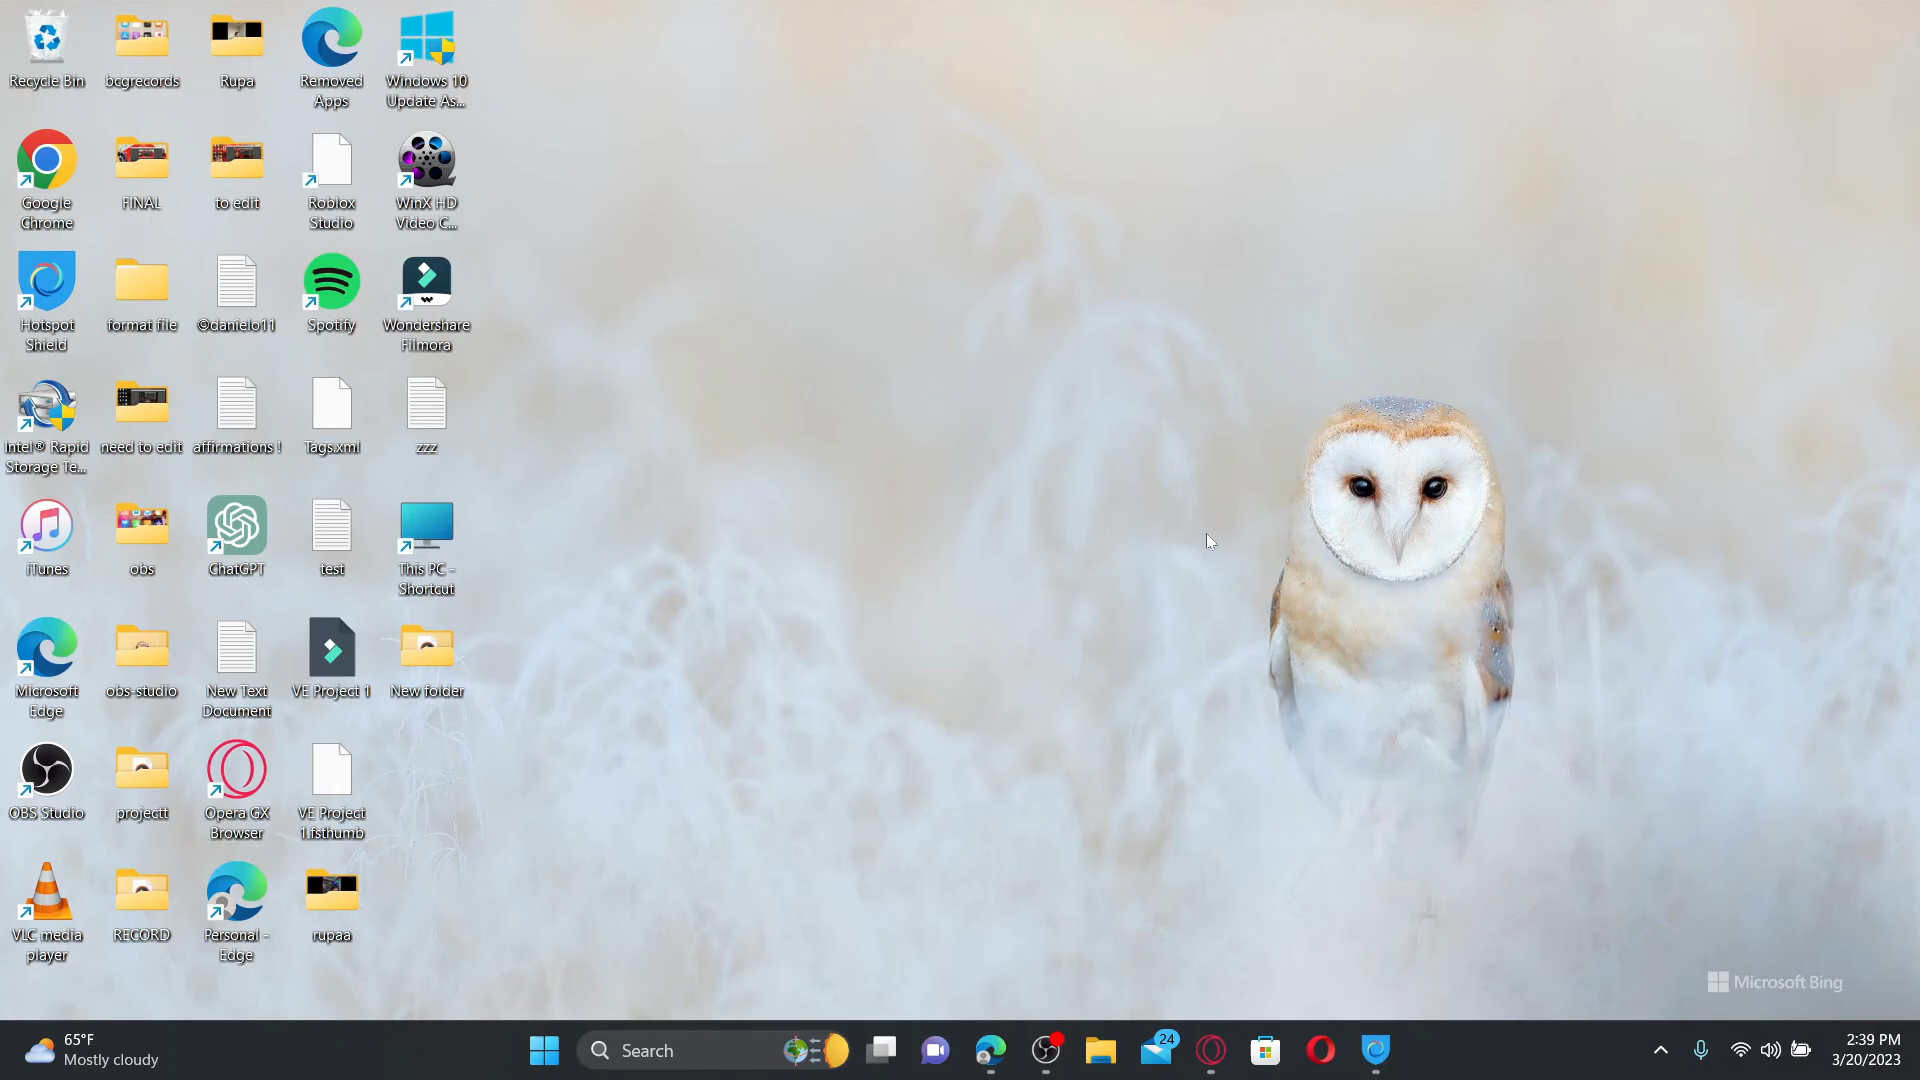 Recycle Bin
bcgrecords
Rupa
Removed
Apps
Windows 10
Update As...
Google
Chrome
FINAL
to edit
Roblox
Studio
WinX HD
Video C...
Hotspot
Shield
format file
©danielo11
Spotify
Wondershare
Filmora
Intel® Rapid
Storage Te...
need to edit
affirmations !
Tags.xml
zzz
iTunes
obs
ChatGPT
test
This PC -
Shortcut
Microsoft
Edge
obs-studio
New Text
Document
VE Project 1
New folder
OBS Studio
projectt
Opera GX
Browser
VE Project
1.fsthumb
VLC media
player
RECORD
Personal -
Edge
rupaa
Microsoft Bing
65°F
Mostly cloudy
Search
24
2:39 PM
3/20/2023